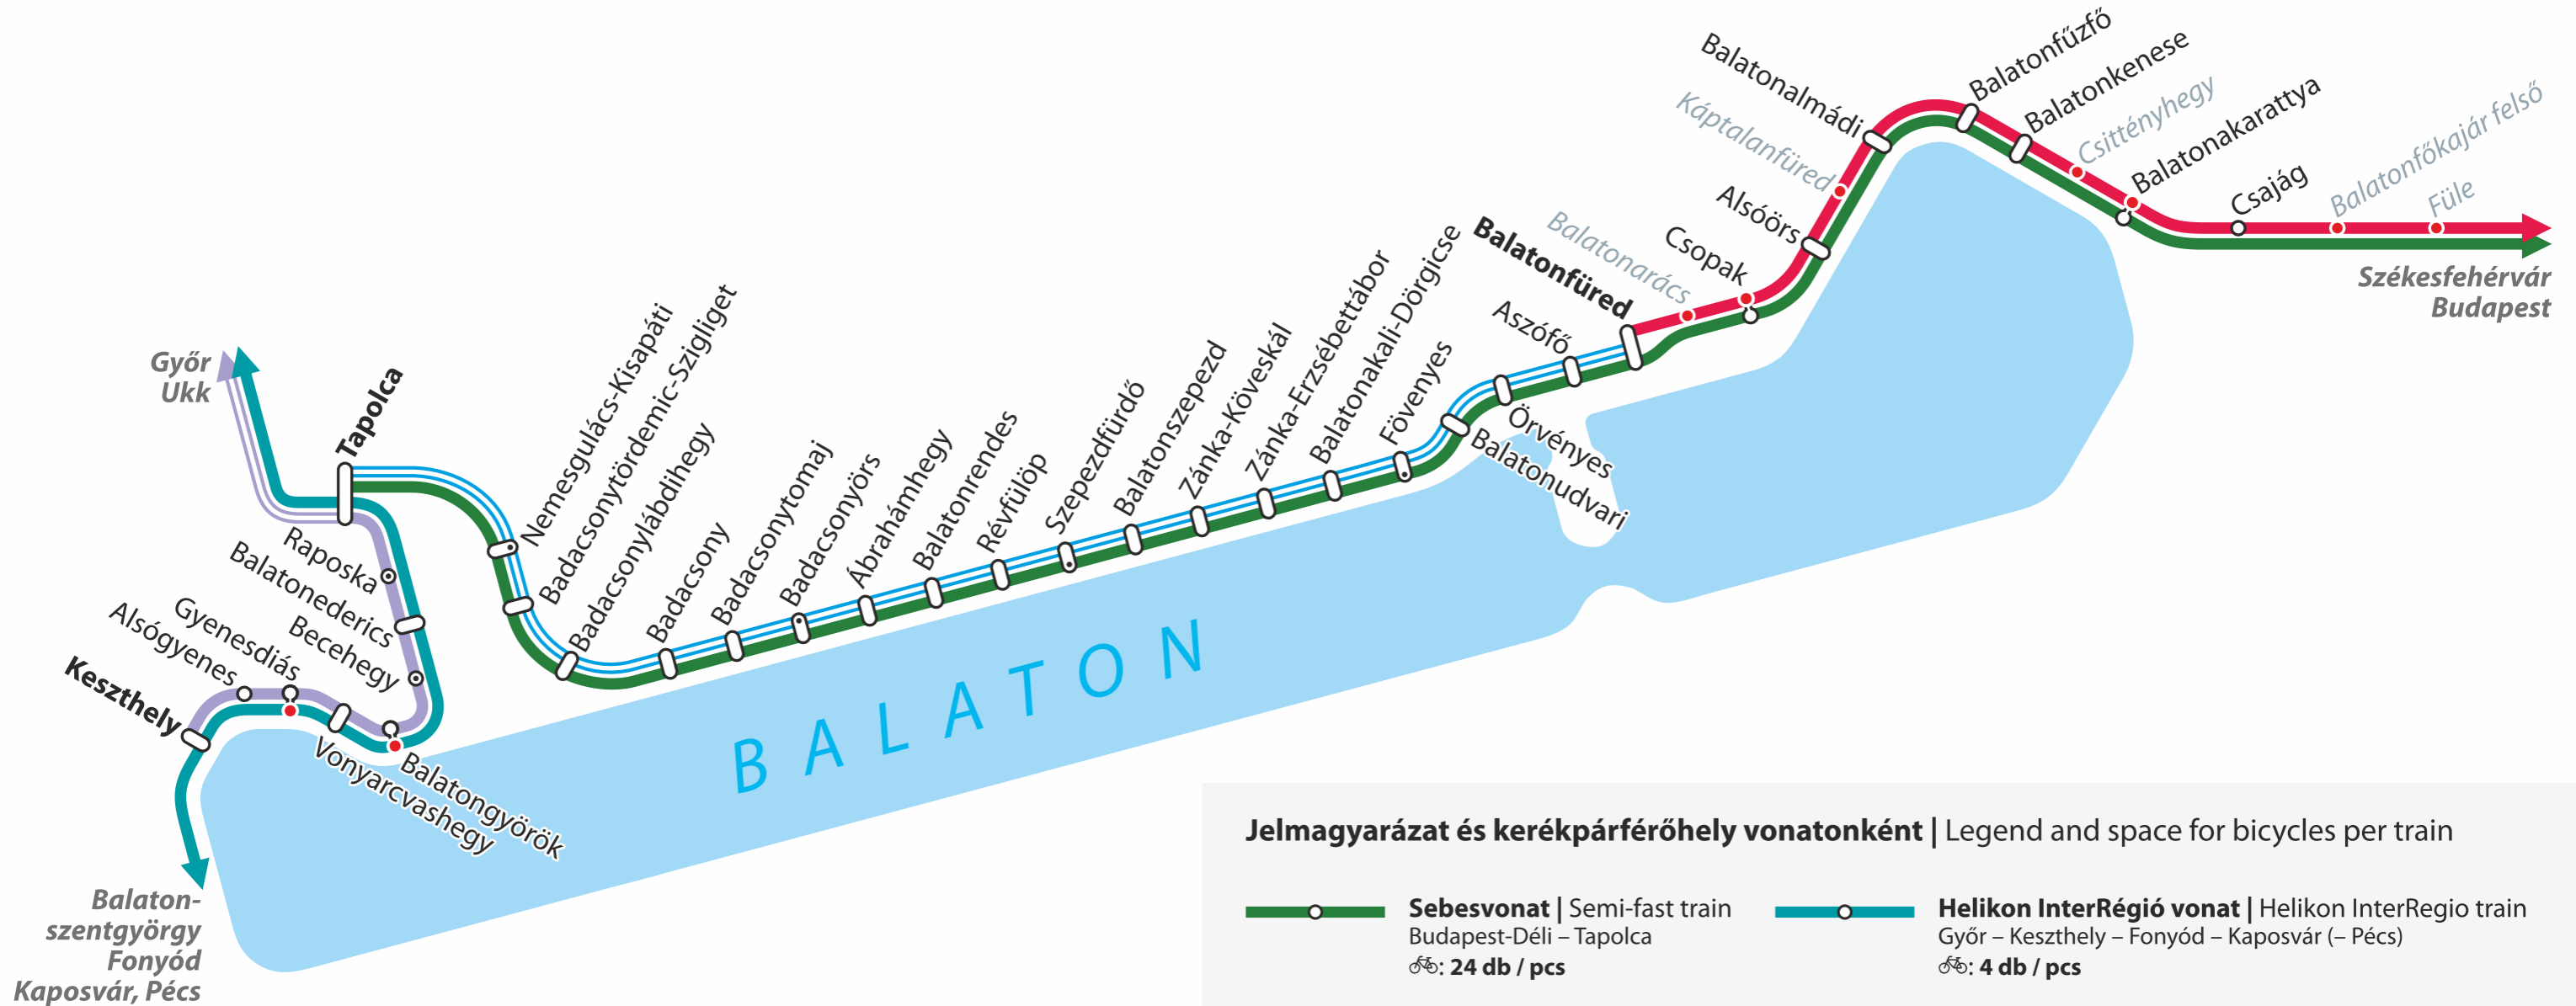 Győr
Ukk
Tapolca
Nemesgulács-Kisapáti
Badacsonytördemic-Szigliget
Badacsonylábdihegy
Badacsony
Badacsonytomaj
Badacsonyörs
Ábrahámhegy
Balatonrendes
Révfülöp
Szepezdfürdő
Balatonszepezd
Zánka-Köveskál
Zánka-Erzsébettábor
Balatonakali-Dörgicse
Fövenyes
Balatonudvari
Örvényes
Aszófő
Balatonfüred
Balatonarács
Csopak
Alsóörs
Káptalanfüred
Balatonalmádi
Balatonfűzfő
Balatonkenese
Csittényhegy
Balatonakarattya
Csajág
Balatonfőkajár felső
Füle
Székesfehérvár
Budapest
Raposka
Balatonederics
Becehegy
Balatongyörök
Vonyarcvashegy
Gyenesdiás
Alsógyenes
Keszthely
Balaton-
szentgyörgy
Fonyód
Kaposvár, Pécs
BALATON
Jelmagyarázat és kerékpárférőhely vonatonként | Legend and space for bicycles per train
Sebesvonat | Semi-fast train
Budapest-Déli – Tapolca
: 24 db / pcs
Helikon InterRégió vonat | Helikon InterRegio train
Győr – Keszthely – Fonyód – Kaposvár (– Pécs)
: 4 db / pcs